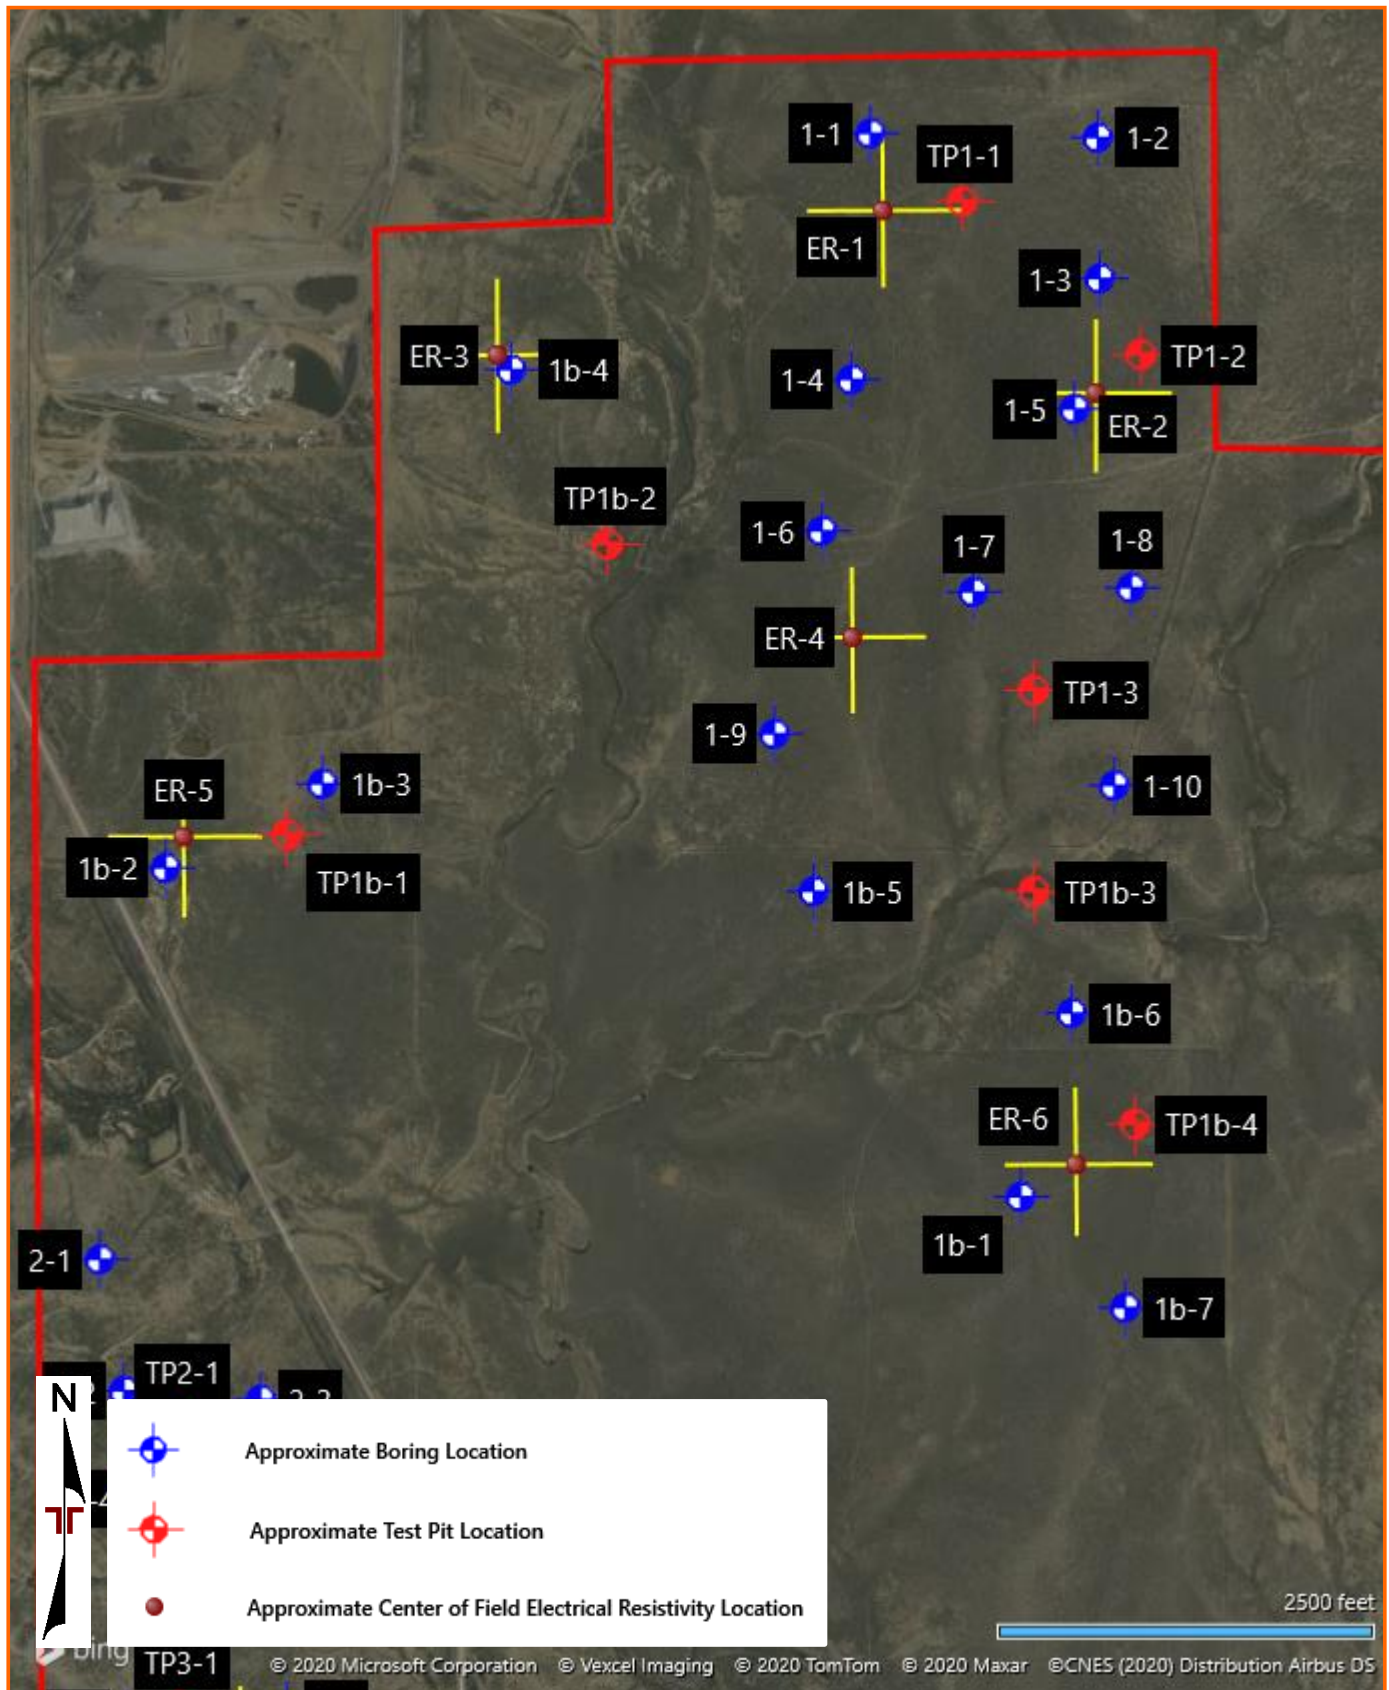 1-1
1-2
TP1-1
ER-1
1-3
ER-3
1b-4
1-4
TP1-2
1-5
ER-2
TP1b-2
1-6
1-7
1-8
ER-4
TP1-3
1-9
1b-3
ER-5
1-10
1b-2
TP1b-1
1b-5
TP1b-3
1b-6
ER-6
TP1b-4
1b-1
2-1
1b-7
TP2-1
N
Approximate Boring Location
Approximate Test Pit Location
Approximate Center of Field Electrical Resistivity Location
2500 feet
bing
TP3-1
© 2020 Microsoft Corporation © Vexcel Imaging © 2020 TomTom © 2020 Maxar ©CNES (2020) Distribution Airbus DS